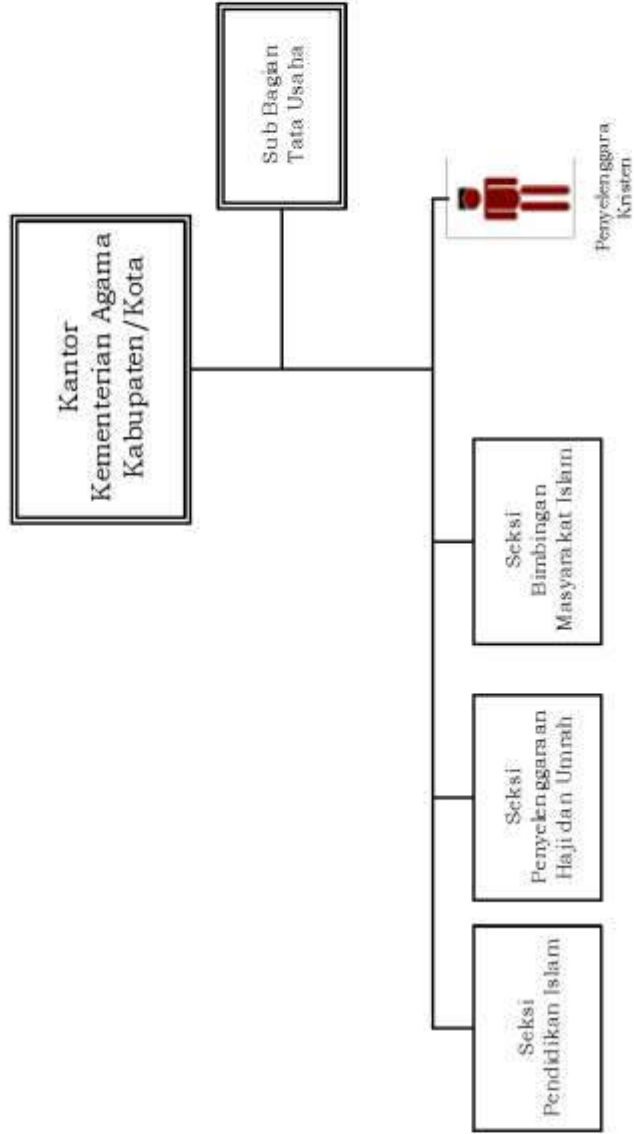 Kantor
Kementerian Agama
Kabupaten/Kota
Sub Bagian
Tata Usaha
Seksi
Pendidikan Islam
Seksi
Penyelenggaraan
Haji dan Umrah
Seksi
Bimbingan
Masyarakat Islam
Penyelenggara
Kristen